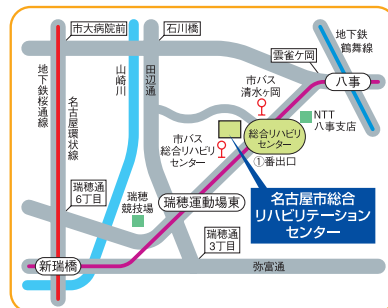 市大病院前
石川橋
地下鉄
鶴舞線
雲雀ケ岡
八事
地下鉄桜通線
名古屋環状線
山崎川
田辺通
市バス
清水ヶ岡
NTT
八事支店
市バス
総合リハビリ
センター
総合リハビリ
センター
①番出口
瑞穂通
6丁目
瑞穂
競技場
瑞穂運動場東
名古屋市総合
リハビリテーション
センター
瑞穂通
3丁目
新瑞橋
弥富通